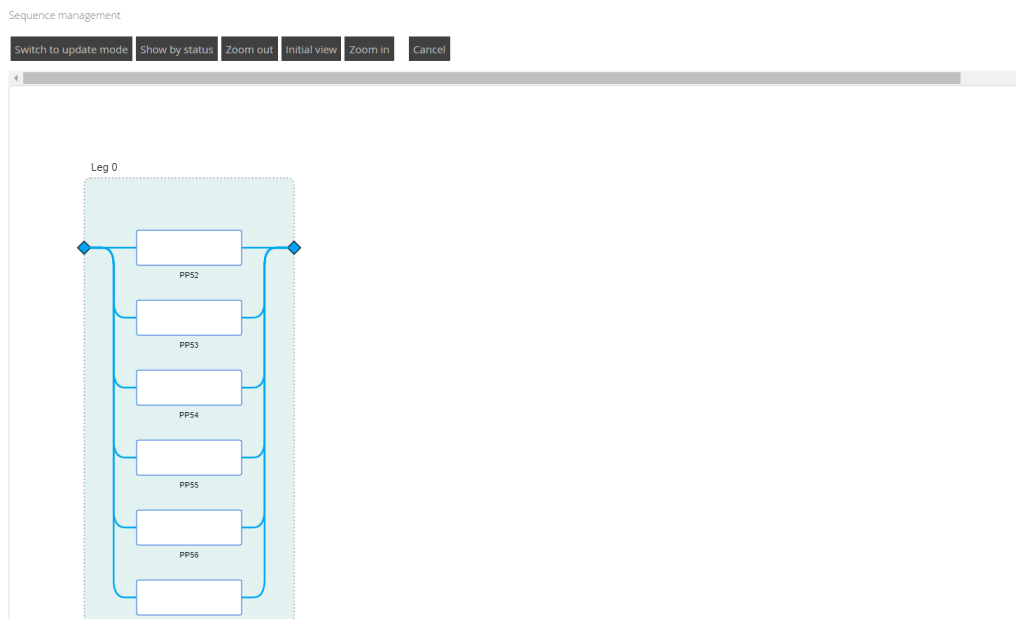 Sequence management
Switch to update mode Show by status Zoom out Initial view Zoom in Cancel
Leg 0
PP52
PP53
PP54
PP55
PP56